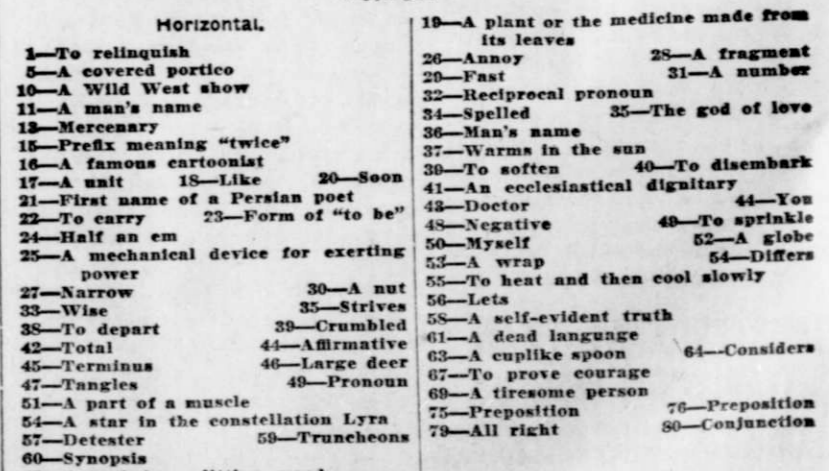 Horizontal.
1—To relinquish
5—A covered portico
10—A Wild West show
11—A man's name
13—Mercenary
15—Prefix meaning "twice"
16—A famous cartoonist
17—A unit 18—Like 20—Soon
21—First name of a Persian poet
22—To carry 23—Form of "to be"
24—Half an em
25—A mechanical device for exerting
power
27—Narrow 30—A nut
33—Wise 35—Strives
38—To depart 39—Crumbled
42—Total 44—Affirmative
45—Terminus 46—Large deer
47—Tangles 49—Pronoun
51—A part of a muscle
54—A star in the constellation Lyra
57—Detester 59—Truncheons
60—Synopsis
19—A plant or the medicine made from
its leaves
26—Annoy 28—A fragment
29—Fast 31—A number
32—Reciprocal pronoun
34—Spelled 35—The god of love
36—Man's name
37—Warms in the sun
39—To soften 40—To disembark
41—An ecclesiastical dignitary
43—Doctor 44—You
48—Negative 49—To sprinkle
50—Myself 52—A globe
53—A wrap 54—Differs
55—To heat and then cool slowly
56—Lets
58—A self-evident truth
61—A dead language
63—A cuplike spoon 64—Considers
67—To prove courage
69—A tiresome person
75—Preposition 76—Preposition
79—All right 80—Conjunction